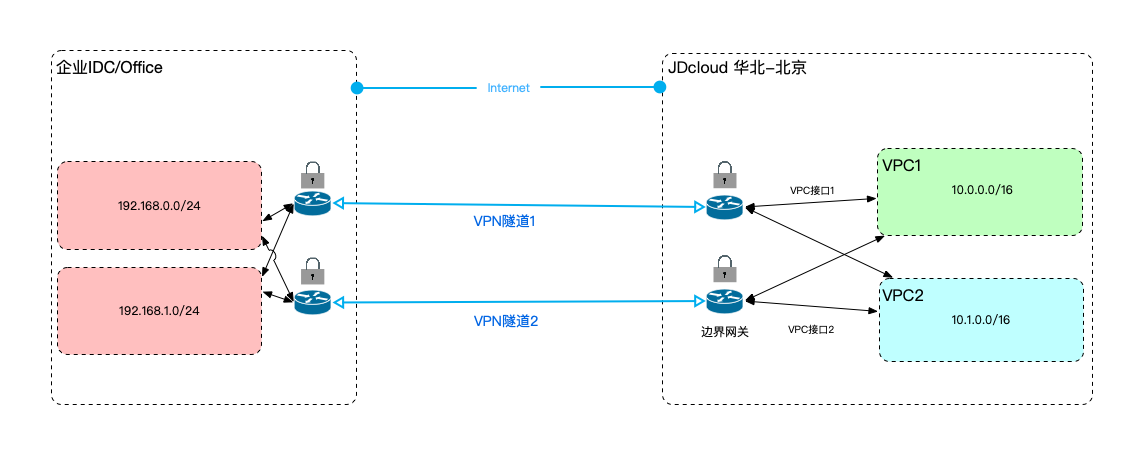 企业IDC/Office
JDcloud 华北-北京
Internet
192.168.0.0/24
VPN隧道1
VPC接口1
VPC1
10.0.0.0/16
192.168.1.0/24
VPN隧道2
边界网关
VPC接口2
VPC2
10.1.0.0/16